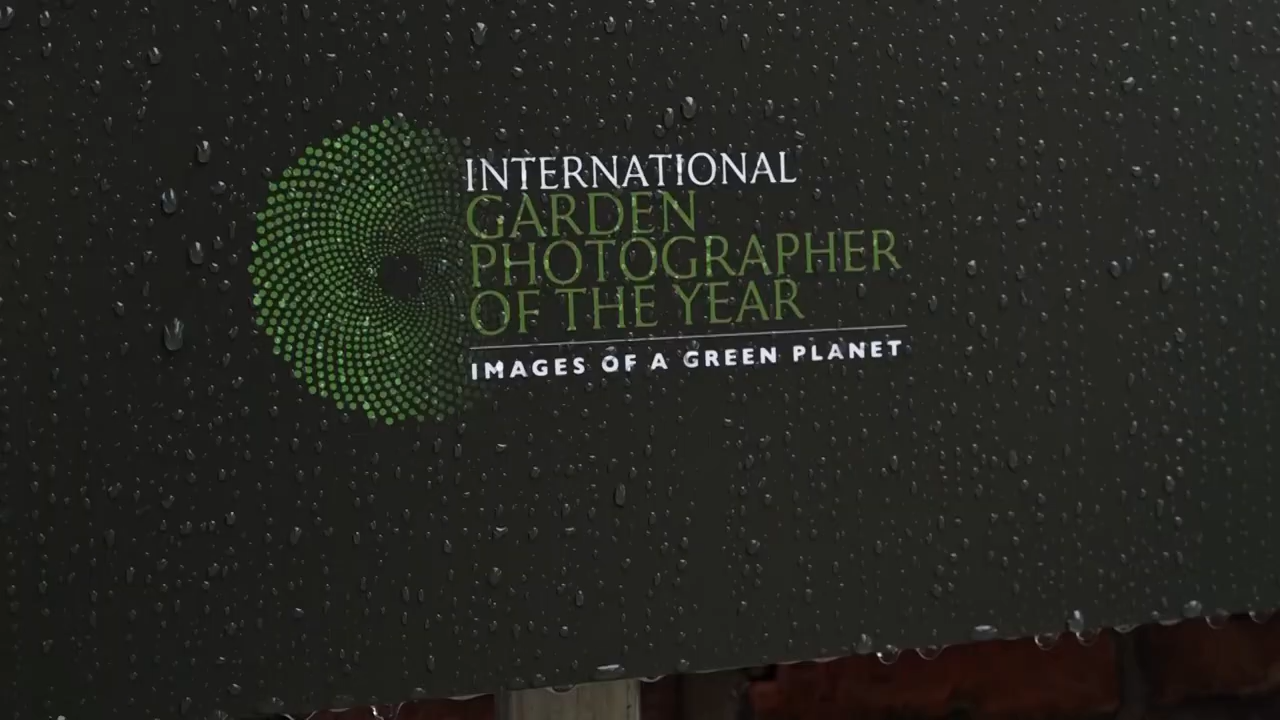 INTERNATIONAL
GARDEN
PHOTOGRAPHER
OF THE YEAR
IMAGES OF A GREEN PLANET